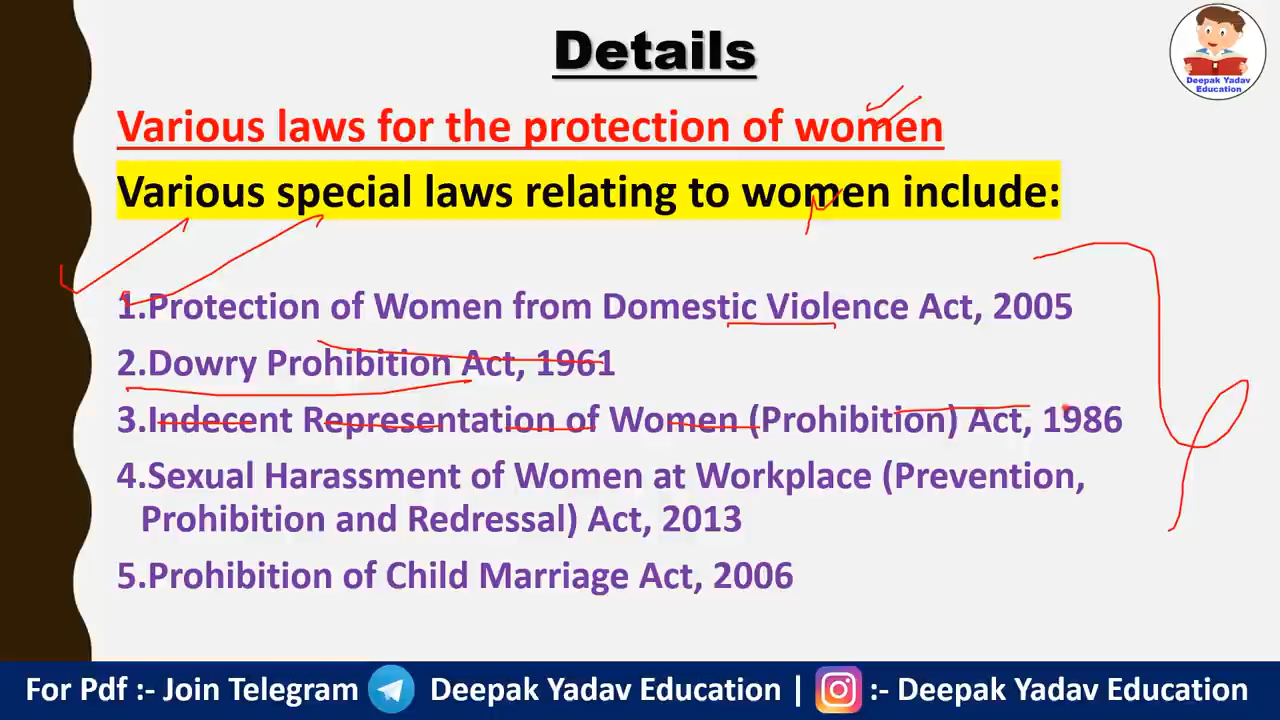 Details
Deepak Yadav
Education
Various laws for the protection of women
Various special laws relating to women include:
1.Protection of Women from Domestic Violence Act, 2005
2.Dowry Prohibition Act, 1961
3.Indecent Representation of Women (Prohibition) Act, 1986
4.Sexual Harassment of Women at Workplace (Prevention,
Prohibition and Redressal) Act, 2013
5.Prohibition of Child Marriage Act, 2006
For Pdf :- Join Telegram Deepak Yadav Education | :- Deepak Yadav Education